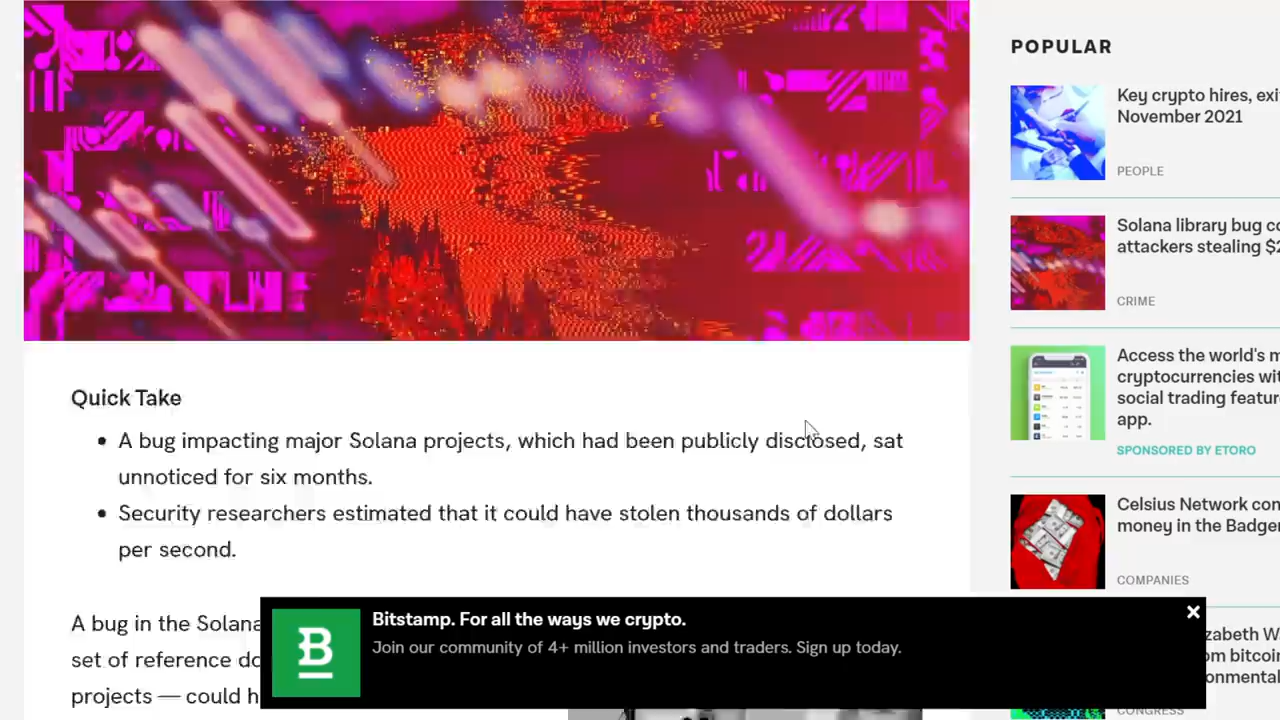 Quick Take
A bug impacting major Solana projects, which had been publicly disclosed, sat
unnoticed for six months.
Security researchers estimated that it could have stolen thousands of dollars
per second.
A bug in the Solana
set of reference do
projects — could h
Bitstamp. For all the ways we crypto.
Join our community of 4+ million investors and traders. Sign up today.
POPULAR
Key crypto hires, exi
November 2021
PEOPLE
Solana library bug co
attackers stealing $2
CRIME
Access the world's m
cryptocurrencies wit
social trading featur
app.
SPONSORED BY ETORO
Celsius Network con
money in the Badger
COMPANIES
zabeth W
om bitcoin
onmental
CONGRESS